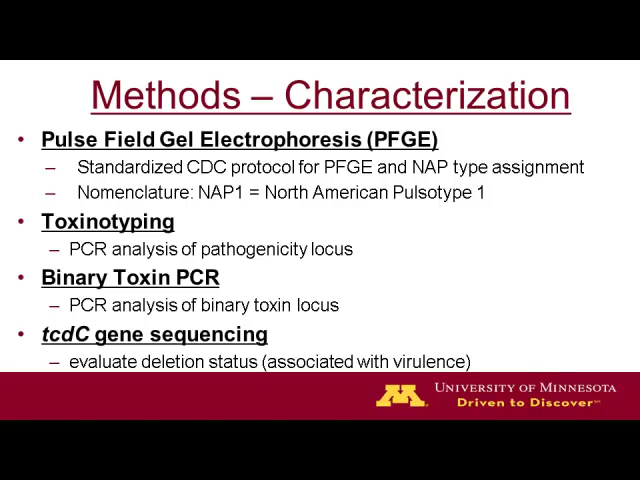 Methods – Characterization
• Pulse Field Gel Electrophoresis (PFGE)
– Standardized CDC protocol for PFGE and NAP type assignment
– Nomenclature: NAP1 = North American Pulsotype 1
• Toxinotyping
– PCR analysis of pathogenicity locus
• Binary Toxin PCR
– PCR analysis of binary toxin locus
• tcdC gene sequencing
– evaluate deletion status (associated with virulence)
M
UNIVERSITY OF MINNESOTA
Driven to Discover℠